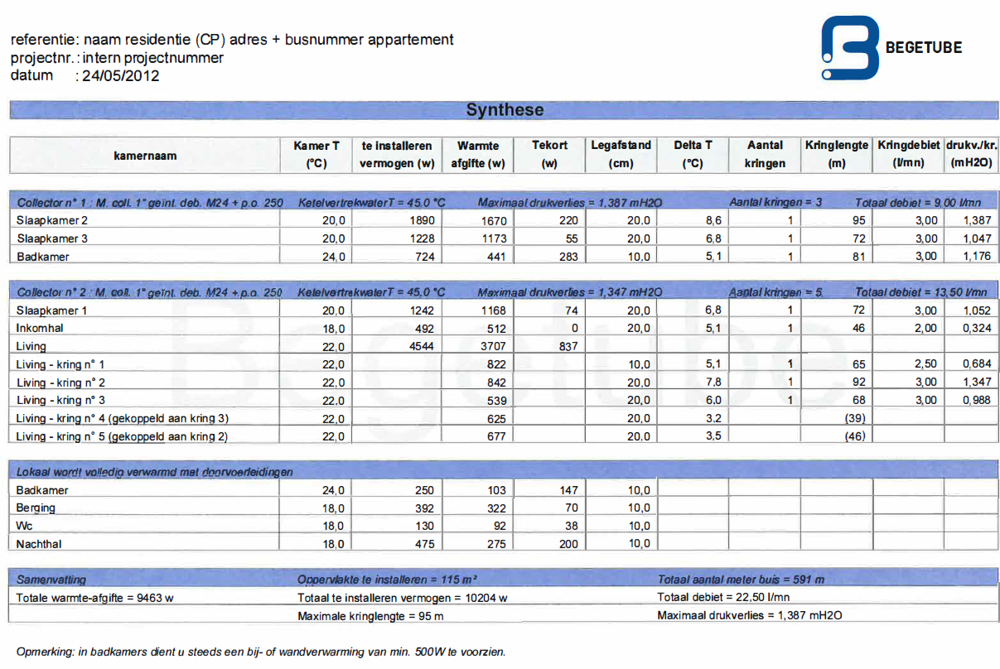 referentie: naam residentie (CP) adres + busnummer appartement
projectnr. : intern projectnummer
datum : 24/05/2012
BEGETUBE
Synthese
kamernaam Kamer T (°C) te installeren vermogen (w) Warmte afgifte (w) Tekort (w) Legafstand (cm) Delta T (°C) Aantal kringen Kringlengte (m) Kringdebiet (l/mn) drukv./kr. (mH2O)
Collector n° 1 : M. coll. 1" geïnt. deb. M24 + p.o. 250 Ketelvertrekwater T = 45,0 °C Maximaal drukverlies = 1,387 mH2O Aantal kringen = 3 Totaal debiet = 9,00 l/mn
Slaapkamer 2 20,0 1890 1670 220 20,0 8,6 1 95 3,00 1,387
Slaapkamer 3 20,0 1228 1173 55 20,0 6,8 1 72 3,00 1,047
Badkamer 24,0 724 441 283 10,0 5,1 1 81 3,00 1,176
Collector n° 2 : M. coll. 1" geïnt. deb. M24 + p.o. 250 Ketelvertrekwater T = 45,0 °C Maximaal drukverlies = 1,347 mH2O Aantal kringen = 5 Totaal debiet = 13,50 l/mn
Slaapkamer 1 20,0 1242 1168 74 20,0 6,8 1 72 3,00 1,052
Inkomhal 18,0 492 512 0 20,0 5,1 1 46 2,00 0,324
Living 22,0 4544 3707 837
Living - kring n° 1 22,0 822 10,0 5,1 1 65 2,50 0,684
Living - kring n° 2 22,0 842 20,0 7,8 1 92 3,00 1,347
Living - kring n° 3 22,0 539 20,0 6,0 1 68 3,00 0,988
Living - kring n° 4 (gekoppeld aan kring 3) 22,0 625 20,0 3,2 (39)
Living - kring n° 5 (gekoppeld aan kring 2) 22,0 677 20,0 3,5 (46)
Begetube
Lokaal wordt volledig verwarmd met doorvoerleidingen
Badkamer 24,0 250 103 147 10,0
Berging 18,0 392 322 70 10,0
Wc 18,0 130 92 38 10,0
Nachthal 18,0 475 275 200 10,0
Samenvatting Oppervlakte te installeren = 115 m² Totaal aantal meter buis = 591 m
Totale warmte-afgifte = 9463 w Totaal te installeren vermogen = 10204 w Totaal debiet = 22,50 l/mn
Maximale kringlengte = 95 m Maximaal drukverlies = 1,387 mH2O
Opmerking: in badkamers dient u steeds een bij- of wandverwarming van min. 500W te voorzien.